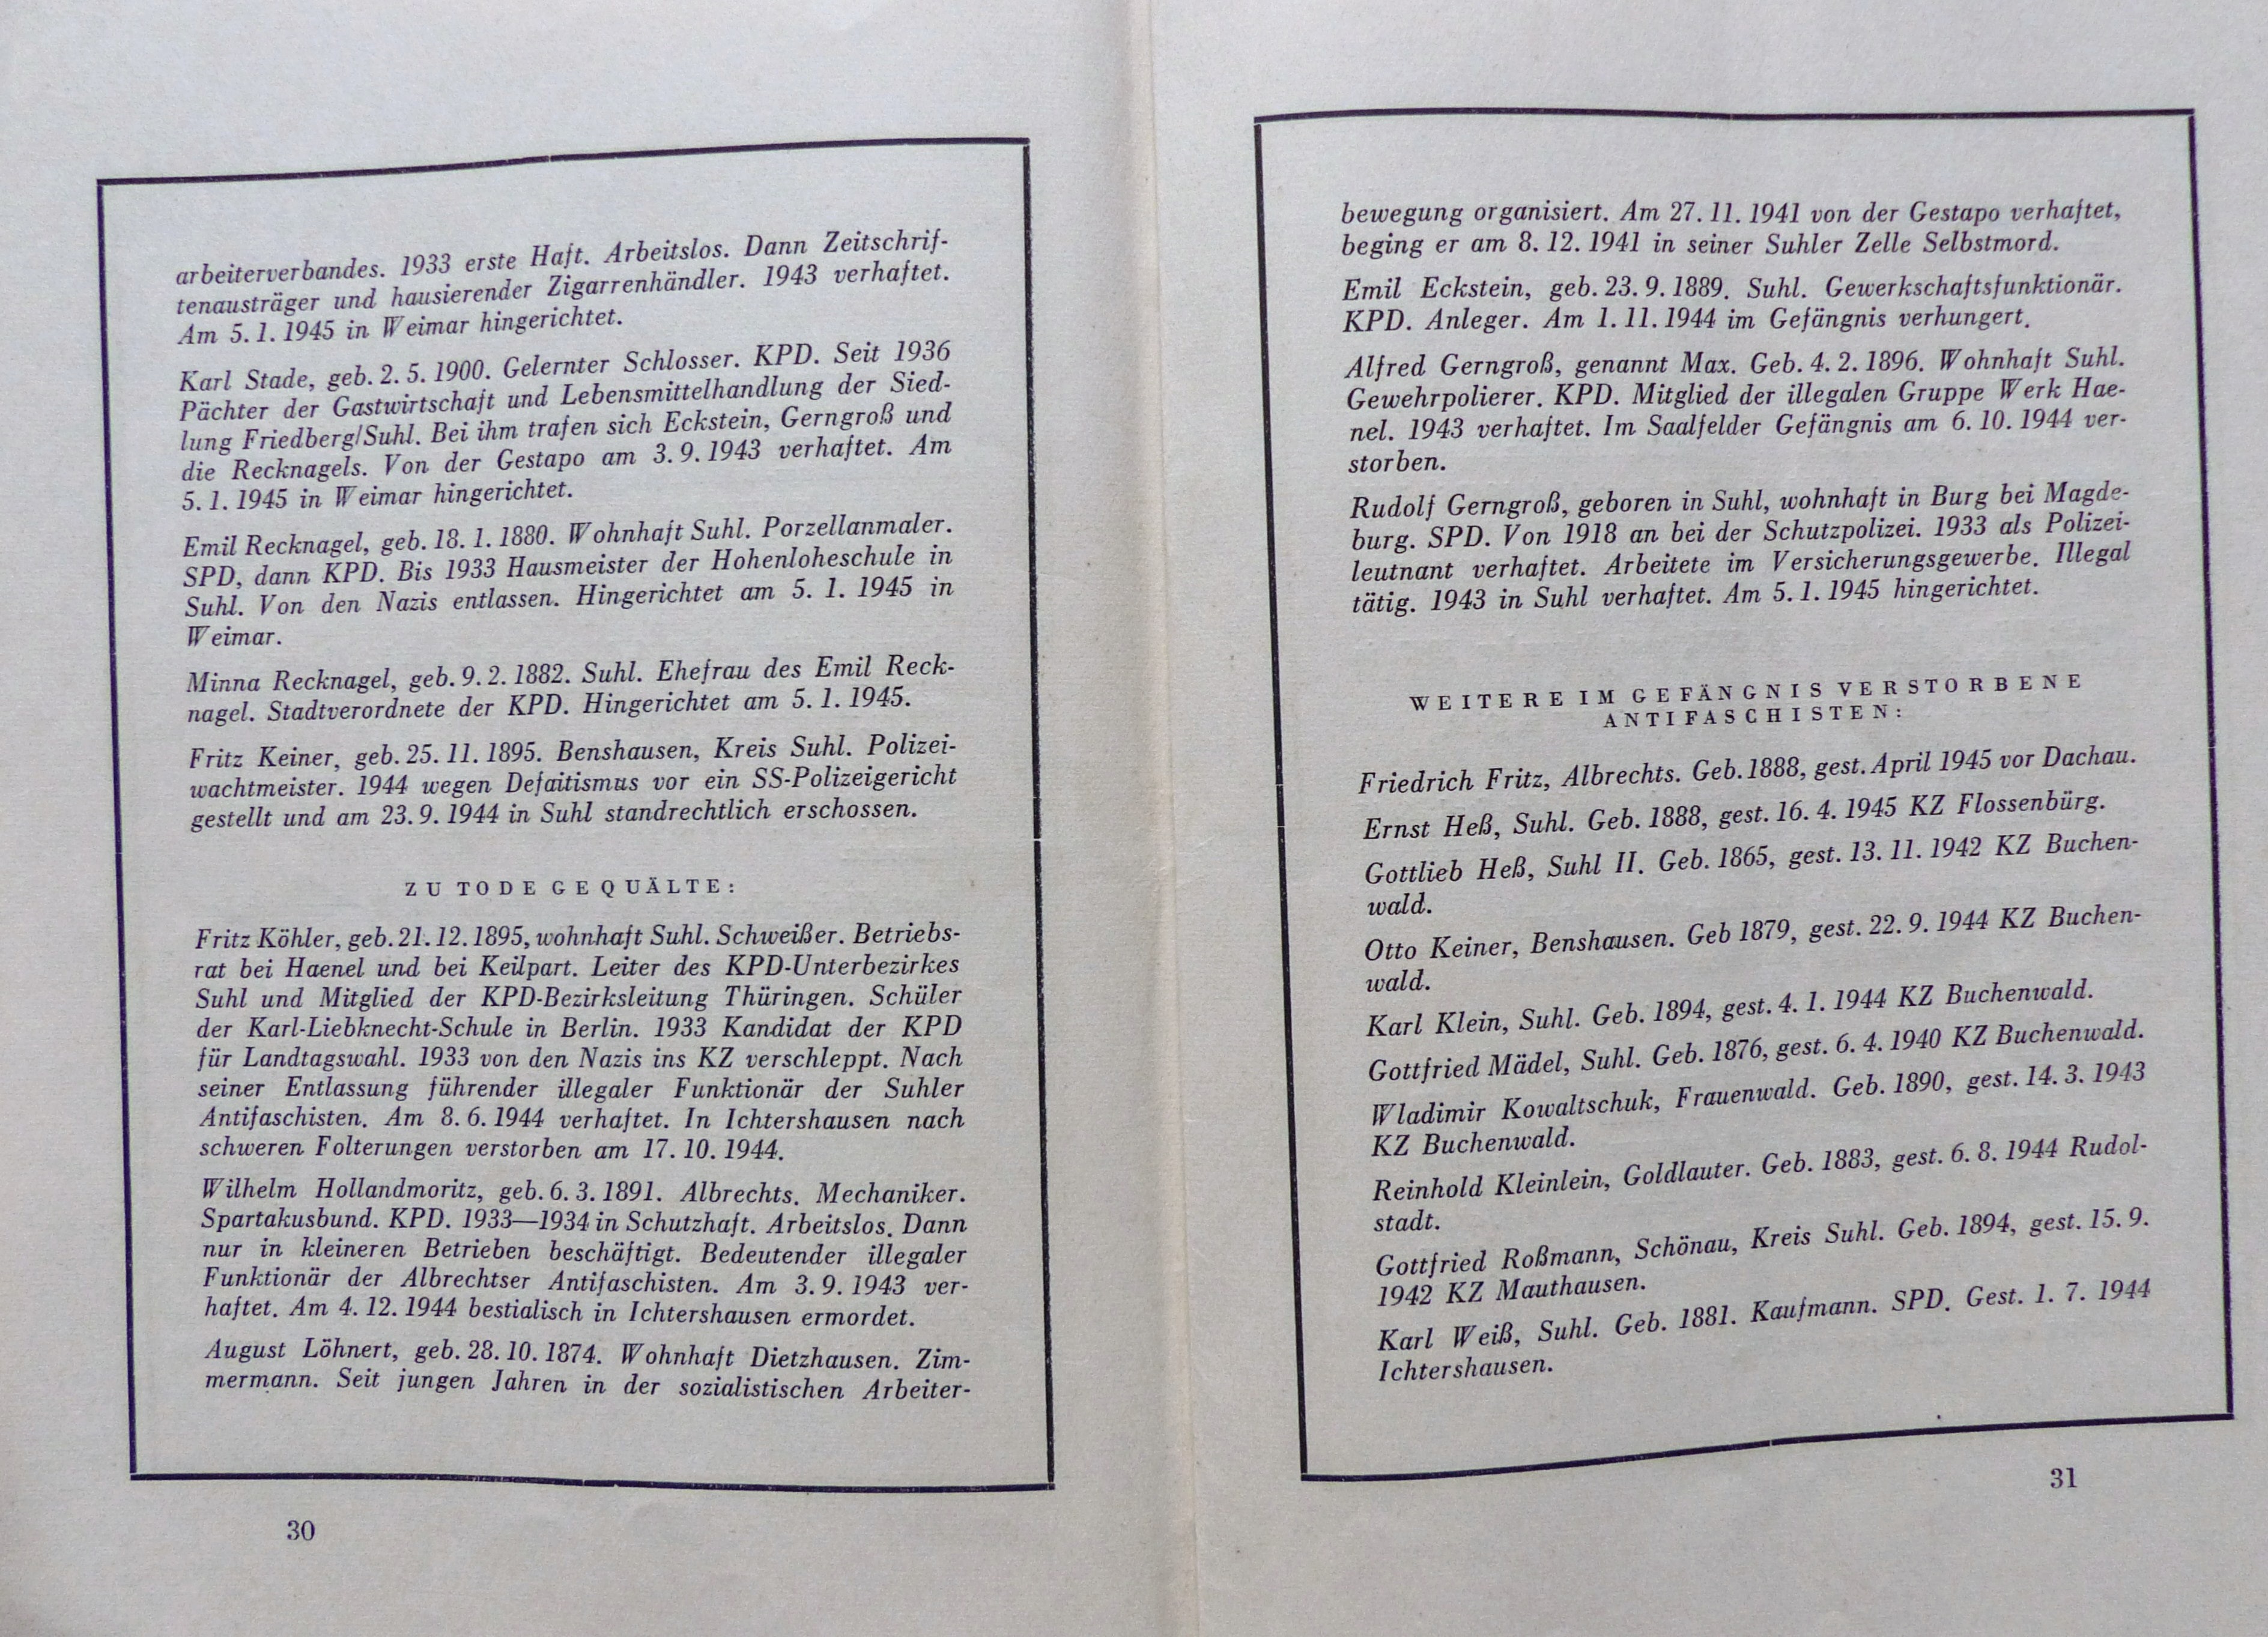 arbeiterverbandes. 1933 erste Haft. Arbeitslos. Dann Zeitschrif-
tenausträger und hausierender Zigarrenhändler. 1943 verhaftet.
Am 5. 1. 1945 in Weimar hingerichtet.
Karl Stade, geb. 2. 5. 1900. Gelernter Schlosser. KPD. Seit 1936
Pächter der Gastwirtschaft und Lebensmittelhandlung der Sied-
lung Friedberg/Suhl. Bei ihm trafen sich Eckstein, Gerngroß und
die Recknagels. Von der Gestapo am 3. 9. 1943 verhaftet. Am
5. 1. 1945 in Weimar hingerichtet.
Emil Recknagel, geb. 18. 1. 1880. Wohnhaft Suhl. Porzellanmaler.
SPD, dann KPD. Bis 1933 Hausmeister der Hohenloheschule in
Suhl. Von den Nazis entlassen. Hingerichtet am 5. 1. 1945 in
Weimar.
Minna Recknagel, geb. 9. 2. 1882. Suhl. Ehefrau des Emil Reck-
nagel. Stadtverordnete der KPD. Hingerichtet am 5. 1. 1945.
Fritz Keiner, geb. 25. 11. 1895. Benshausen, Kreis Suhl. Polizei-
wachtmeister. 1944 wegen Defaitismus vor ein SS-Polizeigericht
gestellt und am 23. 9. 1944 in Suhl standrechtlich erschossen.
ZU TODE GEQUÄLTE:
Fritz Köhler, geb. 21. 12. 1895, wohnhaft Suhl. Schweißer. Betriebs-
rat bei Haenel und bei Keilpart. Leiter des KPD-Unterbezirkes
Suhl und Mitglied der KPD-Bezirksleitung Thüringen. Schüler
der Karl-Liebknecht-Schule in Berlin. 1933 Kandidat der KPD
für Landtagswahl. 1933 von den Nazis ins KZ verschleppt. Nach
seiner Entlassung führender illegaler Funktionär der Suhler
Antifaschisten. Am 8. 6. 1944 verhaftet. In Ichtershausen nach
schweren Folterungen verstorben am 17. 10. 1944.
Wilhelm Hollandmoritz, geb. 6. 3. 1891. Albrechts. Mechaniker.
Spartakusbund. KPD. 1933—1934 in Schutzhaft. Arbeitslos. Dann
nur in kleineren Betrieben beschäftigt. Bedeutender illegaler
Funktionär der Albrechtser Antifaschisten. Am 3. 9. 1943 ver-
haftet. Am 4. 12. 1944 bestialisch in Ichtershausen ermordet.
August Löhnert, geb. 28. 10. 1874. Wohnhaft Dietzhausen. Zim-
mermann. Seit jungen Jahren in der sozialistischen Arbeiter-
30
bewegung organisiert. Am 27. 11. 1941 von der Gestapo verhaftet,
beging er am 8. 12. 1941 in seiner Suhler Zelle Selbstmord.
Emil Eckstein, geb. 23. 9. 1889. Suhl. Gewerkschaftsfunktionär.
KPD. Anleger. Am 1. 11. 1944 im Gefängnis verhungert.
Alfred Gerngroß, genannt Max. Geb. 4. 2. 1896. Wohnhaft Suhl.
Gewehrpolierer. KPD. Mitglied der illegalen Gruppe Werk Hae-
nel. 1943 verhaftet. Im Saalfelder Gefängnis am 6. 10. 1944 ver-
storben.
Rudolf Gerngroß, geboren in Suhl, wohnhaft in Burg bei Magde-
burg. SPD. Von 1918 an bei der Schutzpolizei. 1933 als Polizei-
leutnant verhaftet. Arbeitete im Versicherungsgewerbe. Illegal
tätig. 1943 in Suhl verhaftet. Am 5. 1. 1945 hingerichtet.
WEITERE IM GEFÄNGNIS VERSTORBENE
ANTIFASCHISTEN:
Friedrich Fritz, Albrechts. Geb. 1888, gest. April 1945 vor Dachau.
Ernst Heß, Suhl. Geb. 1888, gest. 16. 4. 1945 KZ Flossenbürg.
Gottlieb Heß, Suhl II. Geb. 1865, gest. 13. 11. 1942 KZ Buchen-
wald.
Otto Keiner, Benshausen. Geb 1879, gest. 22. 9. 1944 KZ Buchen-
wald.
Karl Klein, Suhl. Geb. 1894, gest. 4. 1. 1944 KZ Buchenwald.
Gottfried Mädel, Suhl. Geb. 1876, gest. 6. 4. 1940 KZ Buchenwald.
Wladimir Kowaltschuk, Frauenwald. Geb. 1890, gest. 14. 3. 1943
KZ Buchenwald.
Reinhold Kleinlein, Goldlauter. Geb. 1883, gest. 6. 8. 1944 Rudol-
stadt.
Gottfried Roßmann, Schönau, Kreis Suhl. Geb. 1894, gest. 15. 9.
1942 KZ Mauthausen.
Karl Weiß, Suhl. Geb. 1881. Kaufmann. SPD. Gest. 1. 7. 1944
Ichtershausen.
31